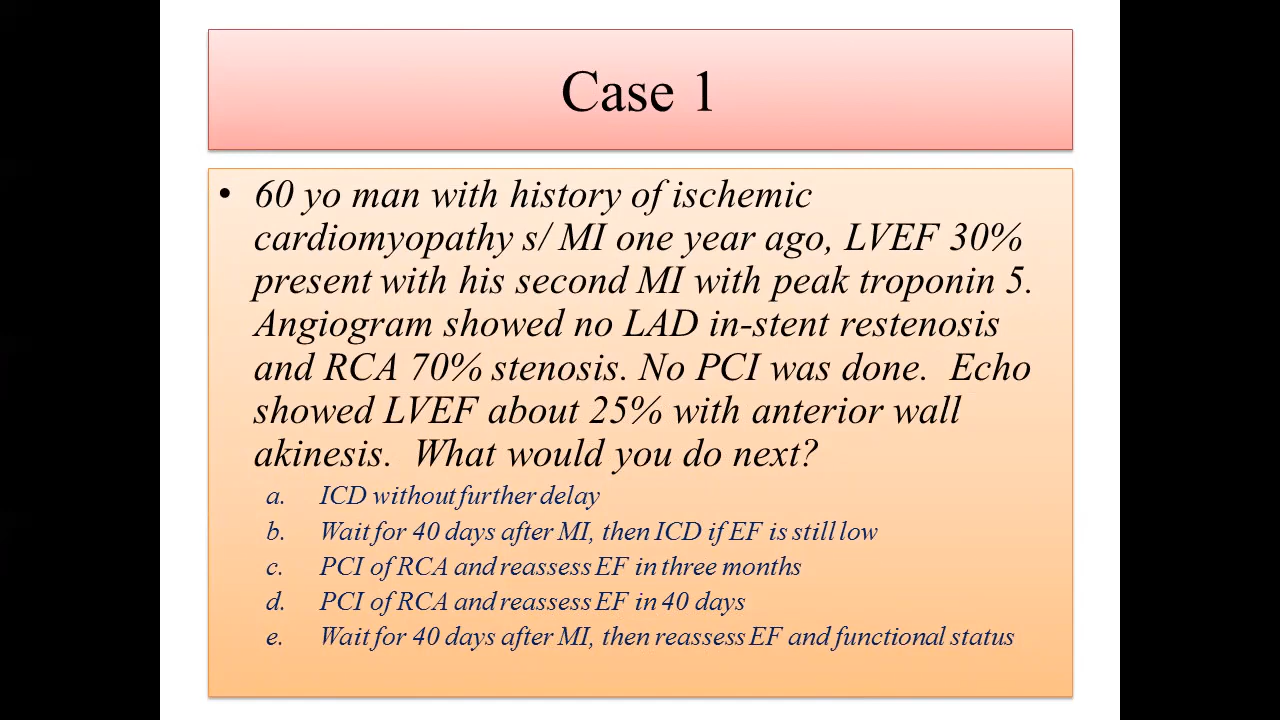 Case 1
• 60 yo man with history of ischemic
cardiomyopathy s/ MI one year ago, LVEF 30%
present with his second MI with peak troponin 5.
Angiogram showed no LAD in-stent restenosis
and RCA 70% stenosis. No PCI was done. Echo
showed LVEF about 25% with anterior wall
akinesis. What would you do next?
a. ICD without further delay
b. Wait for 40 days after MI, then ICD if EF is still low
c. PCI of RCA and reassess EF in three months
d. PCI of RCA and reassess EF in 40 days
e. Wait for 40 days after MI, then reassess EF and functional status